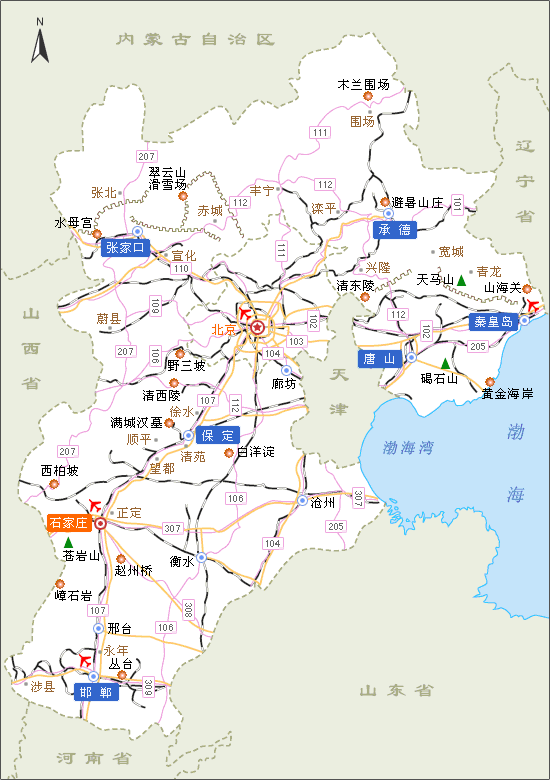 N
内蒙古自治区
木兰围场
围场
111
辽宁省
207
翠云山
滑雪场
112
112
丰宁
张北
赤城
滦平
避暑山庄
101
水母宫
承德
张家口
111
宣化
宽城
兴隆
青龙
110
天马山
清东陵
山海关
109
山西省
蔚县
北京
102
112
秦皇岛
103
102
207
106
104
205
野三坡
唐山
廊坊
天津
碣石山
清西陵
黄金海岸
107
112
徐水
满城汉墓
保定
渤海
顺平
渤海湾
清苑
207
白洋淀
望都
西柏坡
106
307
沧州
正定
石家庄
307
205
104
苍岩山
赵州桥
衡水
嶂石岩
107
308
106
邢台
永年
丛台
涉县
邯郸
309
山东省
河南省